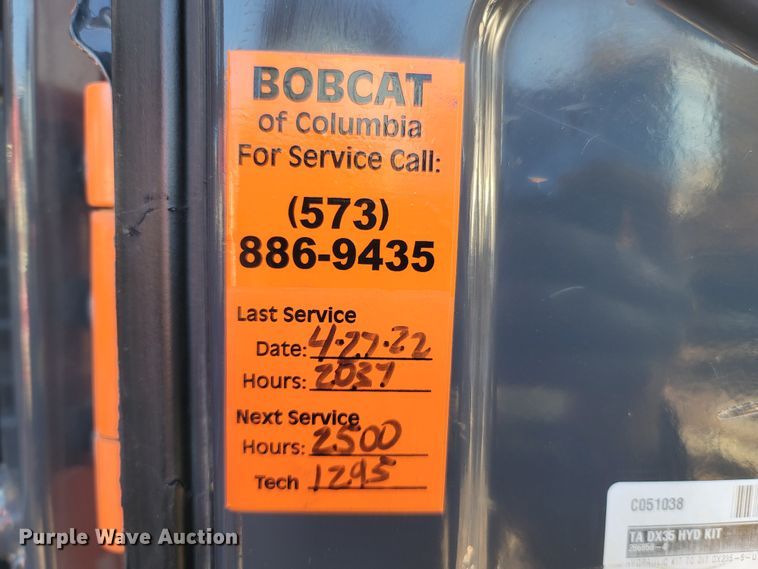 BOBCAT
of Columbia
For Service Call:
(573)
886-9435
Last Service
Date: 4-27-22
Hours: 2037
Next Service
Hours: 2500
Tech 1295
C051038
TA DX35 HYD KIT
Purple Wave Auction